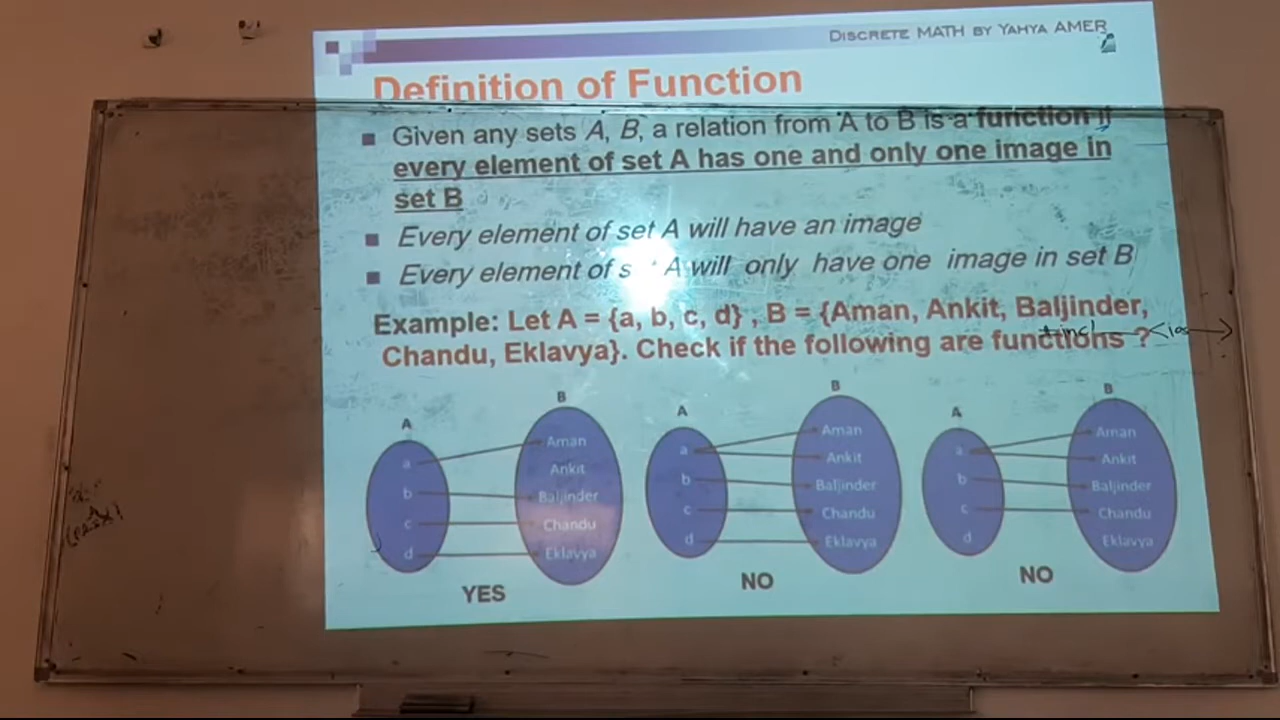 DISCRETE MATH BY YAHYA AMER
Definition of Function
Given any sets A, B, a relation from A to B is a function if
every element of set A has one and only one image in
set B
Every element of set A will have an image
Every element of s A will only have one image in set B
Example: Let A = {a, b, c, d} , B = {Aman, Ankit, Baljinder,
Chandu, Eklavya}. Check if the following are functions ?
A
B
a
b
c
d
Aman
Ankit
Baljinder
Chandu
Eklavya
YES
A
B
a
b
c
d
Aman
Ankit
Baljinder
Chandu
Eklavya
NO
A
B
a
b
c
d
Aman
Ankit
Baljinder
Chandu
Eklavya
NO